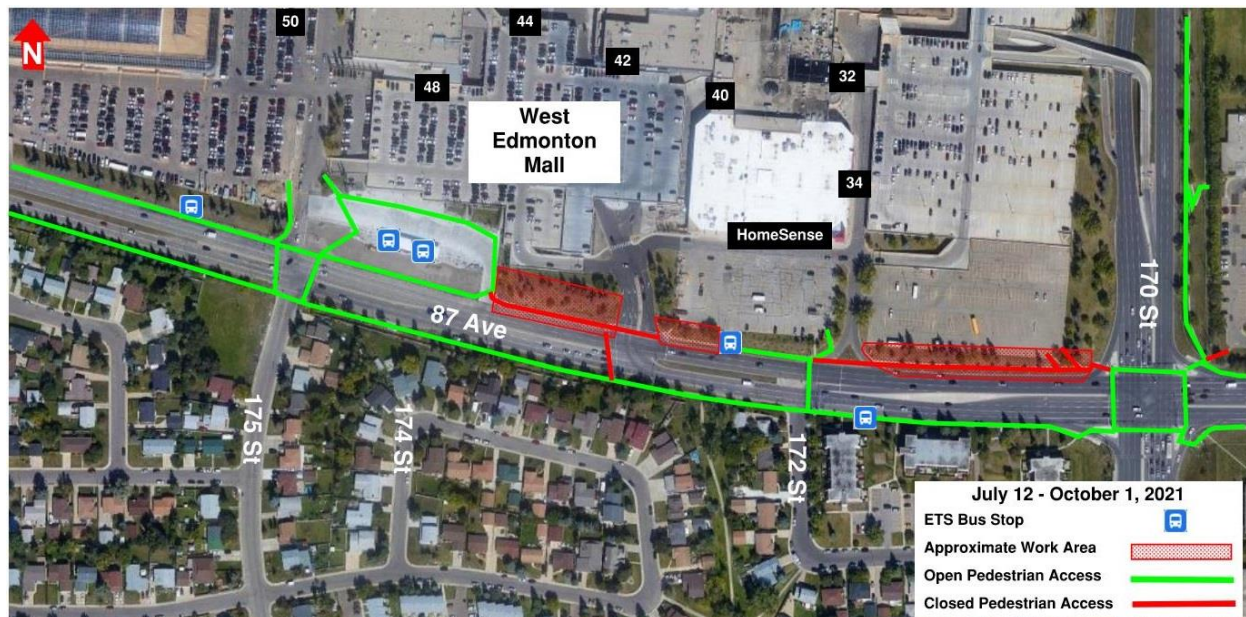 50
44
N
42
48
32
40
West
Edmonton
Mall
34
HomeSense
170 St
87 Ave
175 St
174 St
172 St
July 12 - October 1, 2021
ETS Bus Stop
Approximate Work Area
Open Pedestrian Access
Closed Pedestrian Access